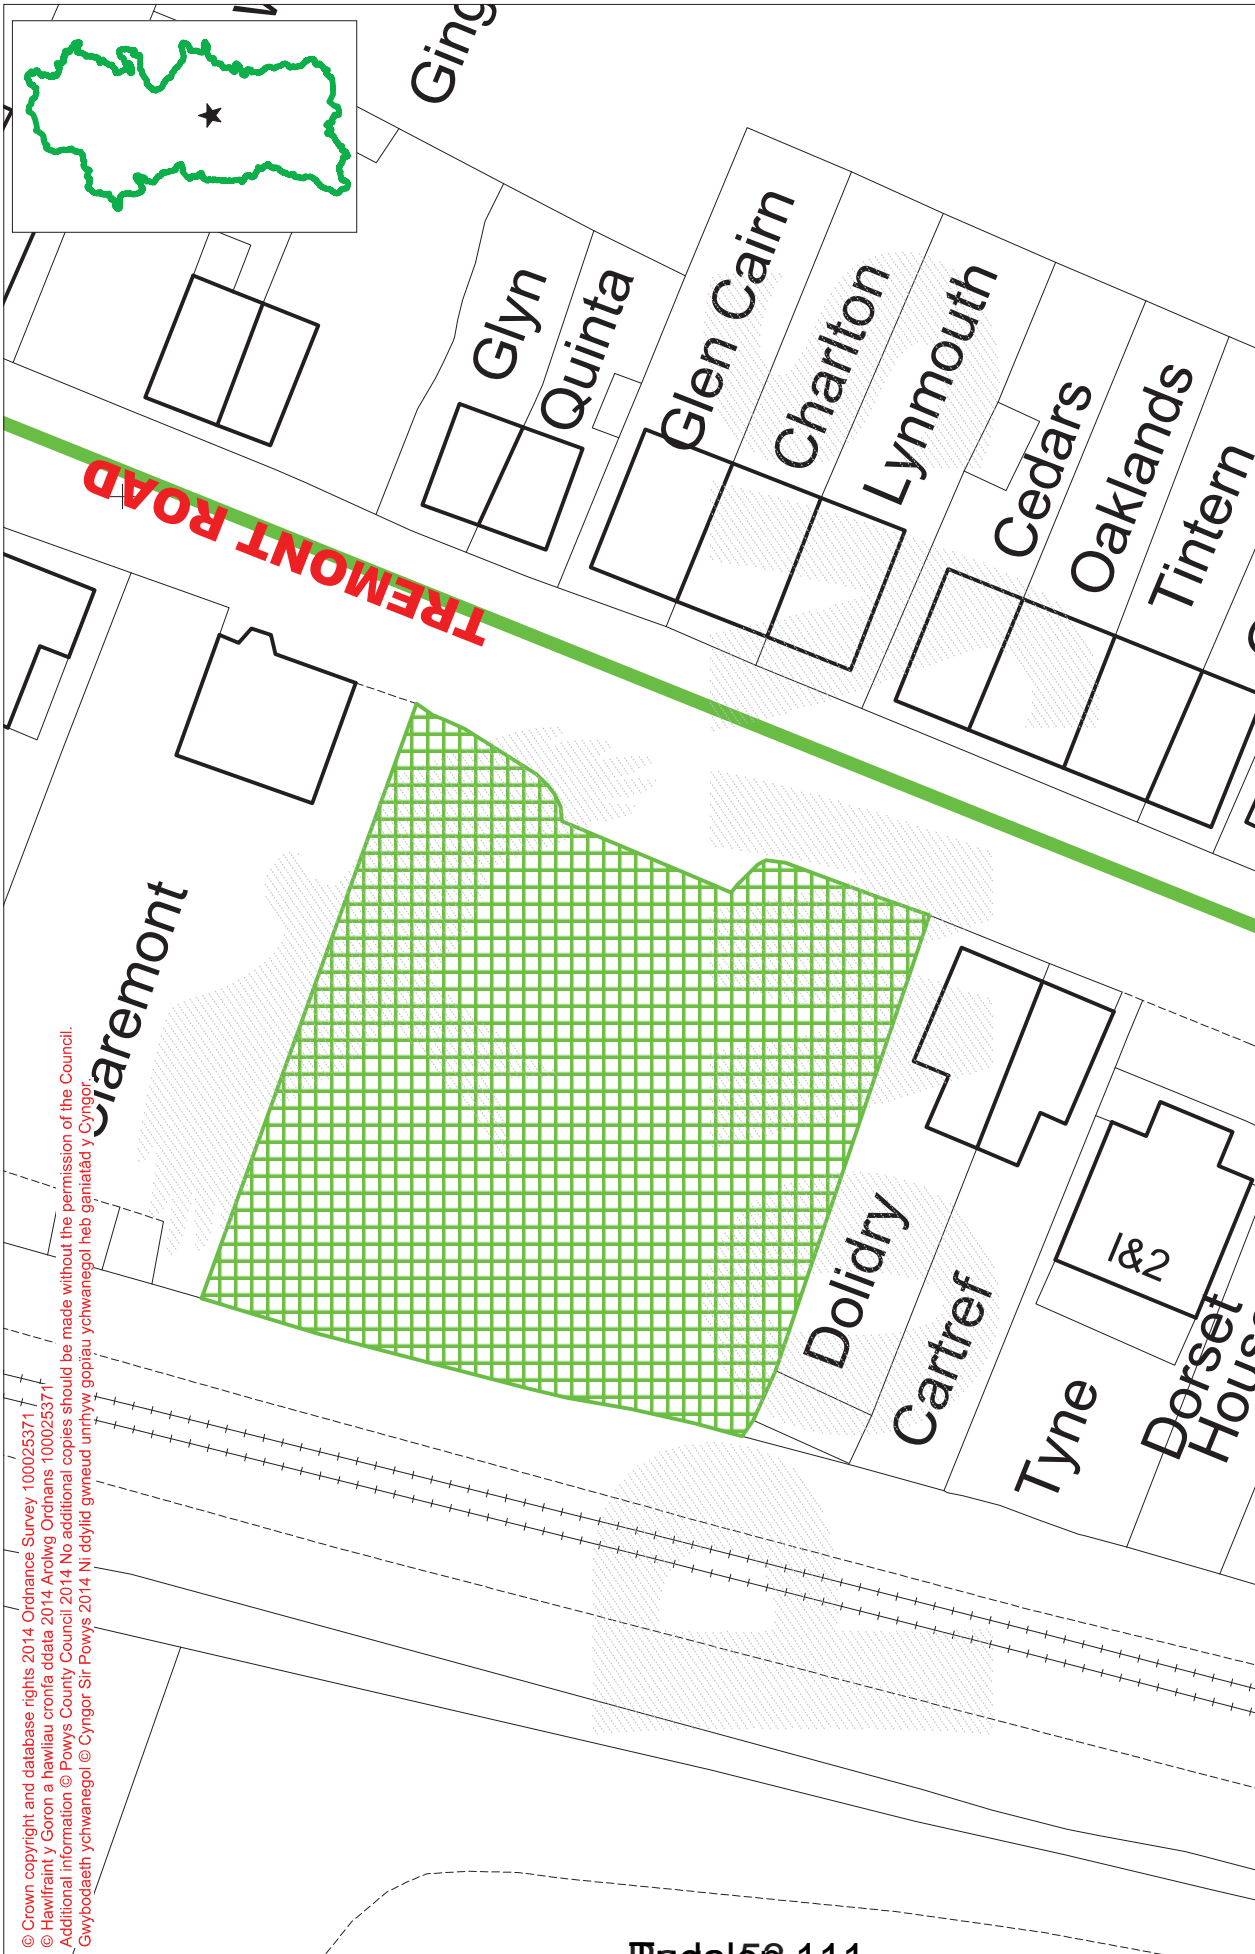 Glyn
Quinta
Glen Cairn
Charlton
Lynmouth
Cedars
Oaklands
Tintern
TREMONT ROAD
Claremont
Dolidry
Cartref
Tyne
I&2
Dorset
© Crown copyright and database rights 2014 Ordnance Survey 100025371
© Hawlfraint y Goron a hawliau cronfa ddata 2014 Arolwg Ordnans 100025371
Additional information © Powys County Council 2014 No additional copies should be made without the permission of the Council.
Gwybodaeth ychwanegol © Cyngor Sir Powys 2014 Ni ddylid gwneud unrhyw gopïau ychwanegol heb ganiatâd y Cyngor.